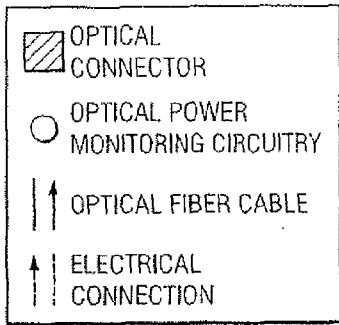 OPTICAL
CONNECTOR
OPTICAL POWER
MONITORING CIRCUITRY
OPTICAL FIBER CABLE
ELECTRICAL
CONNECTION